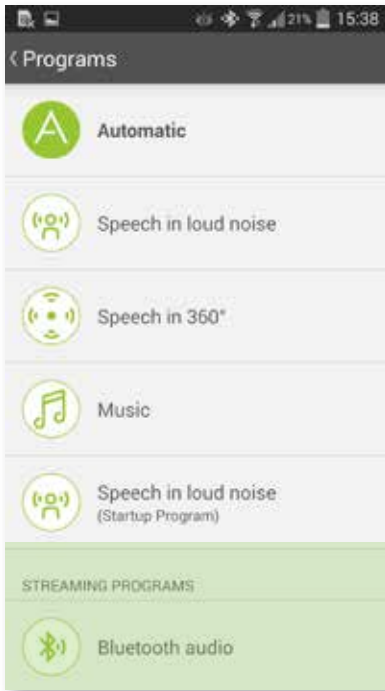 21% 15:38
Programs
A Automatic
Speech in loud noise
Speech in 360°
Music
Speech in loud noise
(Startup Program)
STREAMING PROGRAMS
Bluetooth audio